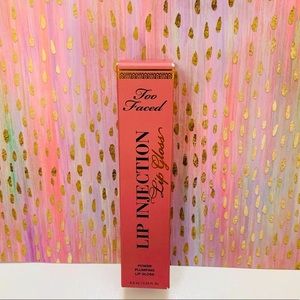 Too
Faced
LIP INJECTION
Lip Gloss
POWER
PLUMPING
LIP GLOSS